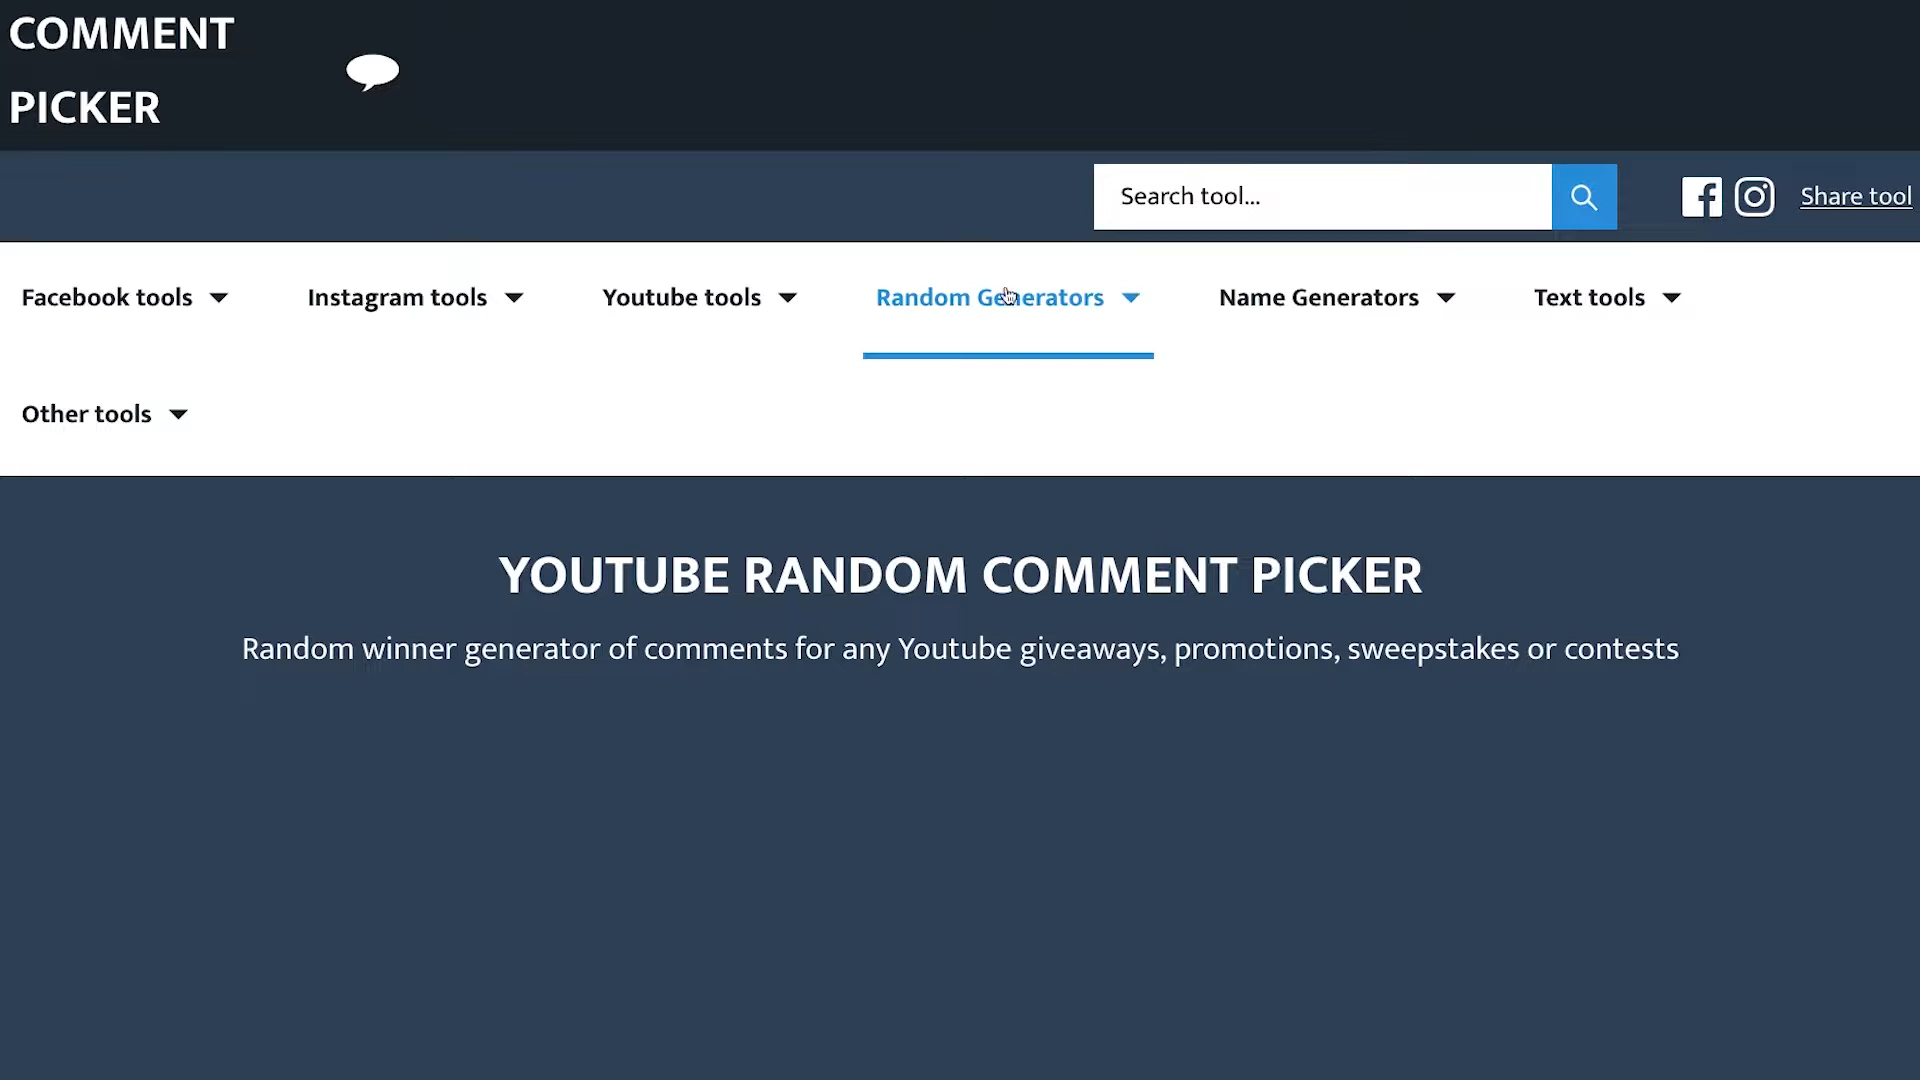 COMMENT
PICKER
Search tool...
Share tool
Facebook tools
Instagram tools
Youtube tools
Random Generators
Name Generators
Text tools
Other tools
YOUTUBE RANDOM COMMENT PICKER
Random winner generator of comments for any Youtube giveaways, promotions, sweepstakes or contests